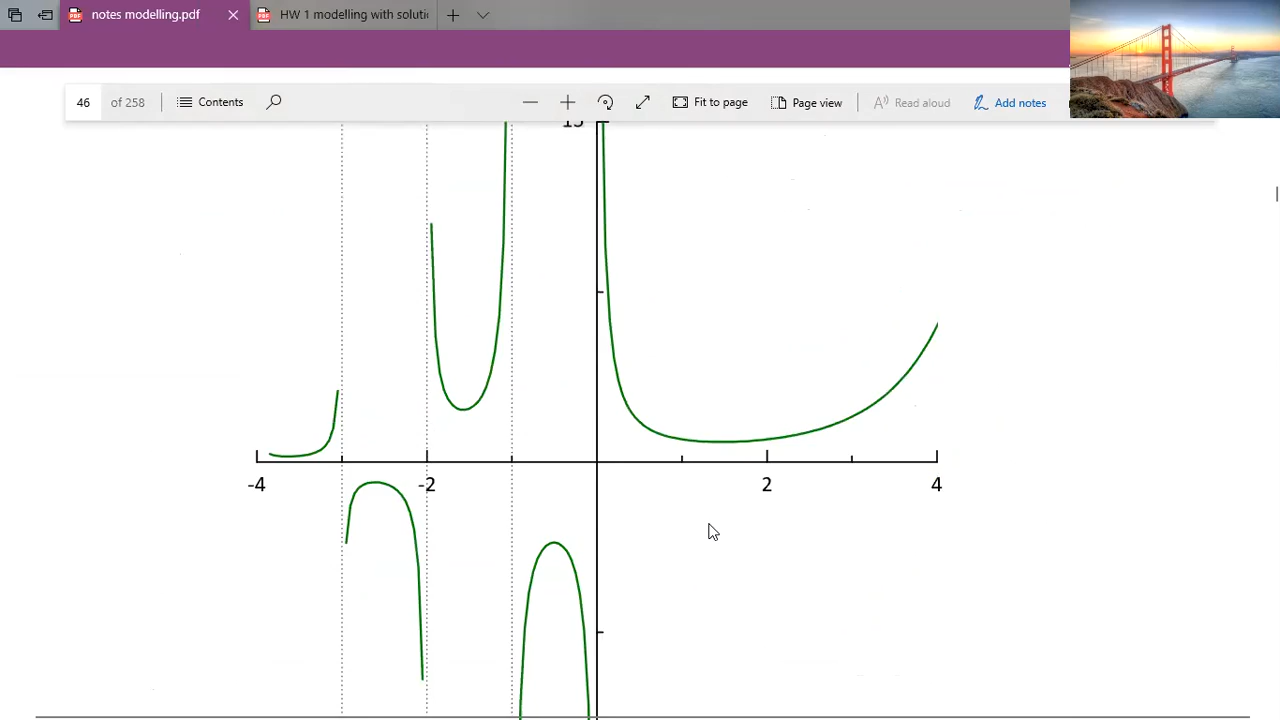 notes modelling.pdf
HW 1 modelling with soluti
46 of 258
Contents
Fit to page
Page view
Read aloud
Add notes
15
-4 -2 2 4